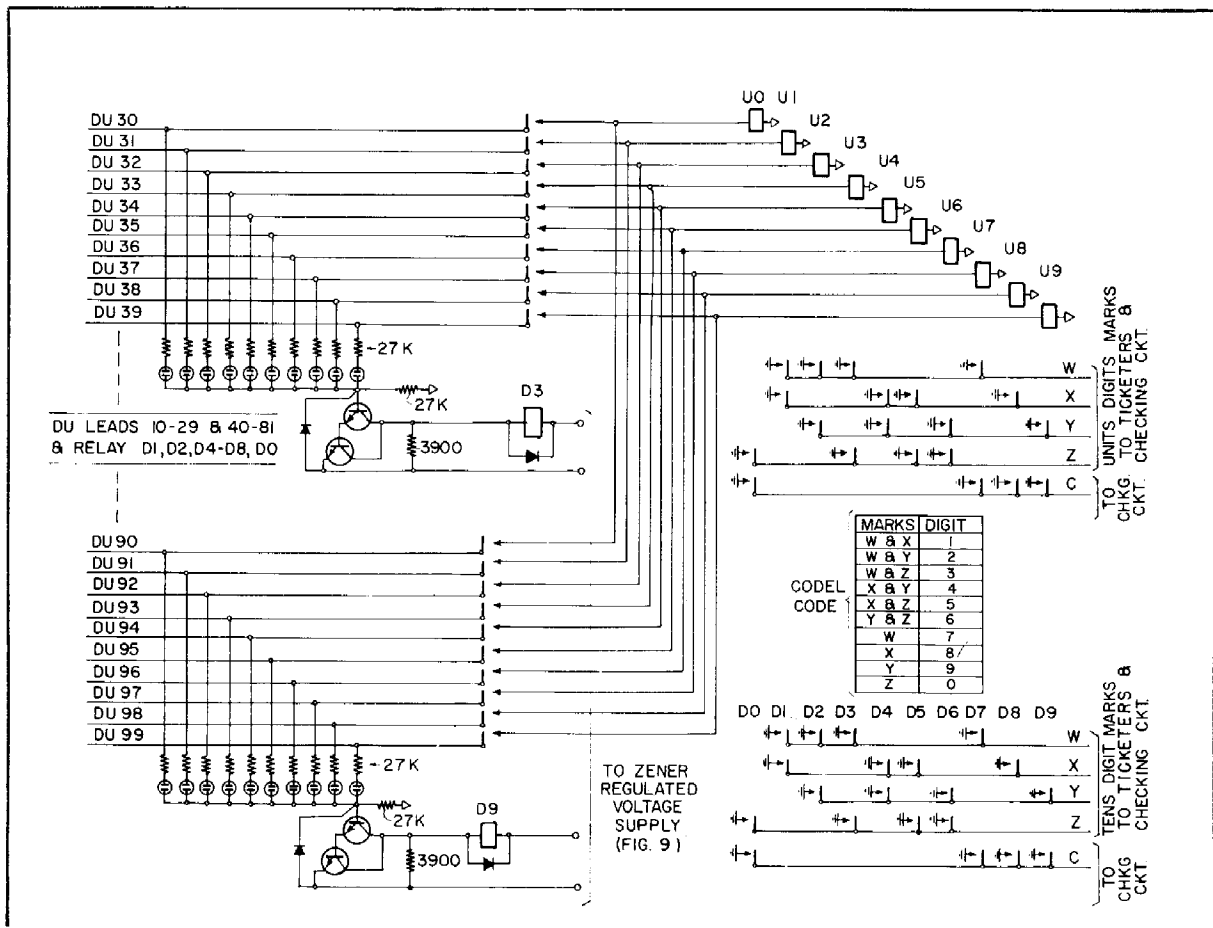 DU 30
DU 31
DU 32
DU 33
DU 34
DU 35
DU 36
DU 37
DU 38
DU 39
U0 U1
U2
U3
U4
U5
U6
U7
U8
U9
27K
27K
D3
3900
DU LEADS 10-29 & 40-81
& RELAY D1, D2, D4-D8, D0
W
X
Y
Z
C
UNITS DIGITS MARKS
TO TICKETERS &
CHECKING CKT.
TO
CHKG
CKT.
DU 90
DU 91
DU 92
DU 93
DU 94
DU 95
DU 96
DU 97
DU 98
DU 99
27K
27K
D9
3900
TO ZENER
REGULATED
VOLTAGE
SUPPLY
(FIG. 9)
CODEL
CODE
MARKS DIGIT
W & X 1
W & Y 2
W & Z 3
X & Y 4
X & Z 5
Y & Z 6
W 7
X 8
Y 9
Z 0
D0 D1 D2 D3 D4 D5 D6 D7 D8 D9
W
X
Y
Z
C
TENS DIGIT MARKS
TO TICKETERS &
CHECKING CKT.
TO
CHKG
CKT.